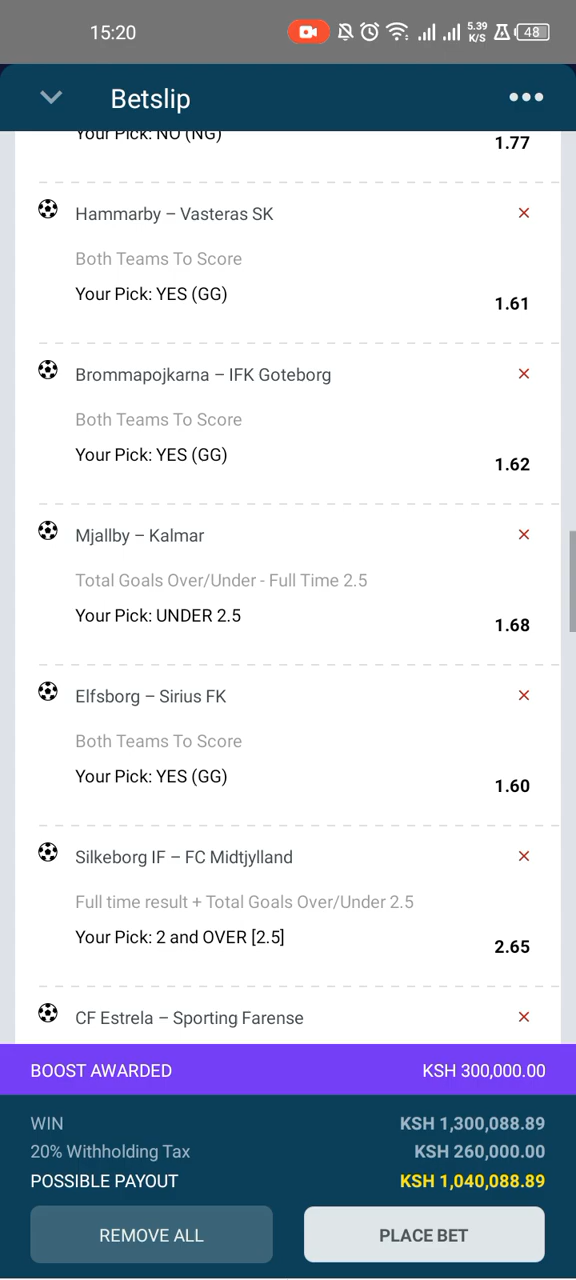 15:20
5.39
K/S
48
Betslip
Your Pick: NO (NG)
1.77
Hammarby – Vasteras SK
Both Teams To Score
Your Pick: YES (GG)
1.61
Brommapojkarna – IFK Goteborg
Both Teams To Score
Your Pick: YES (GG)
1.62
Mjallby – Kalmar
Total Goals Over/Under - Full Time 2.5
Your Pick: UNDER 2.5
1.68
Elfsborg – Sirius FK
Both Teams To Score
Your Pick: YES (GG)
1.60
Silkeborg IF – FC Midtjylland
Full time result + Total Goals Over/Under 2.5
Your Pick: 2 and OVER [2.5]
2.65
CF Estrela – Sporting Farense
BOOST AWARDED KSH 300,000.00
WIN KSH 1,300,088.89
20% Withholding Tax KSH 260,000.00
POSSIBLE PAYOUT KSH 1,040,088.89
REMOVE ALL PLACE BET